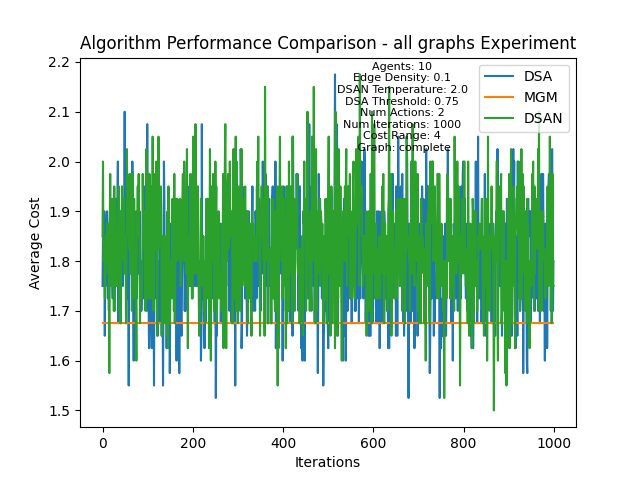 Algorithm Performance Comparison - all graphs Experiment
Agents: 10
Edge Density: 0.1
DSAN Temperature: 2.0
DSA Threshold: 0.75
Num Actions: 2
Num Iterations: 1000
Cost Range: 4
Graph: complete
DSA
MGM
DSAN
Average Cost
2.2
2.1
2.0
1.9
1.8
1.7
1.6
1.5
0
200
400
600
800
1000
Iterations